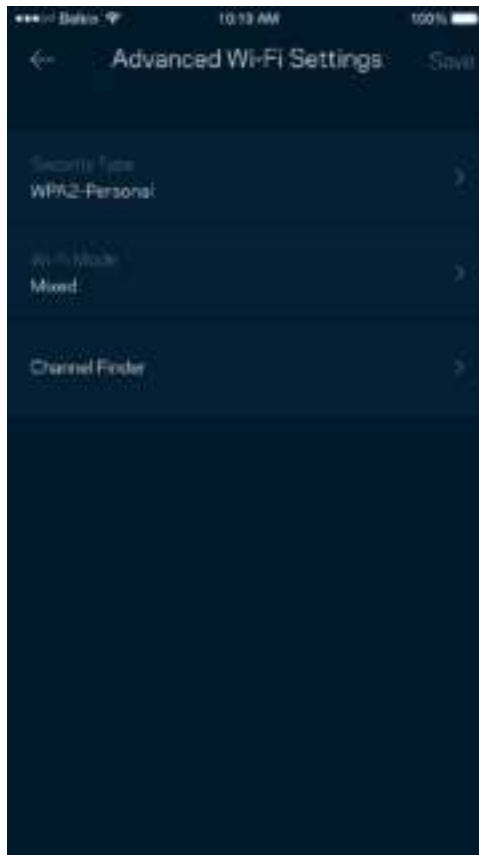 Belkin 10:13 AM 100%
Advanced Wi-Fi Settings Save
Security Type
WPA2-Personal
Wi-Fi Mode
Mixed
Channel Finder